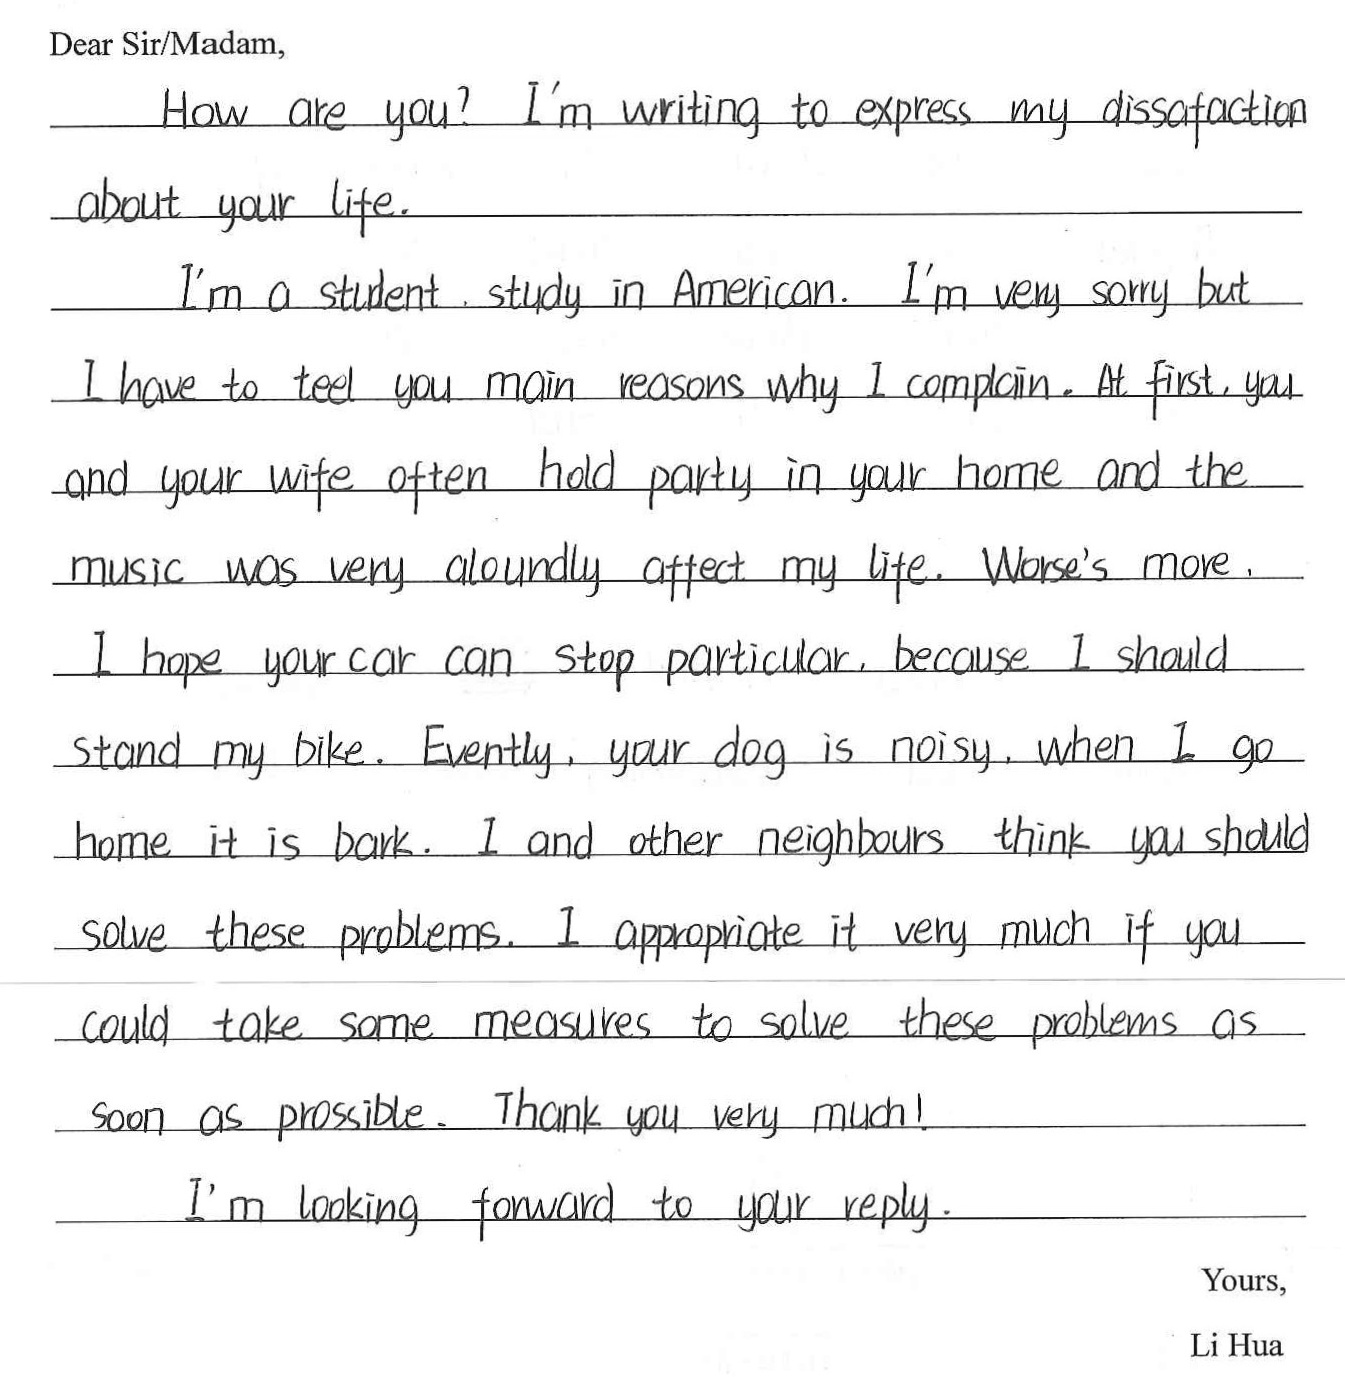 Dear Sir/Madam,
How are you? I'm writing to express my dissafaction
about your life.
I'm a student, study in American. I'm very sorry but
I have to teel you main reasons why I complain. At first, you
and your wife often hold party in your home and the
music was very aloundly affect my life. Worse's more,
I hope your car can stop particular, because I should
stand my bike. Evently, your dog is noisy, when I go
home it is bark. I and other neighbours think you should
solve these problems. I appropriate it very much if you
could take some measures to solve these problems as
soon as prossible. Thank you very much!
I'm looking forward to your reply.
Yours,
Li Hua